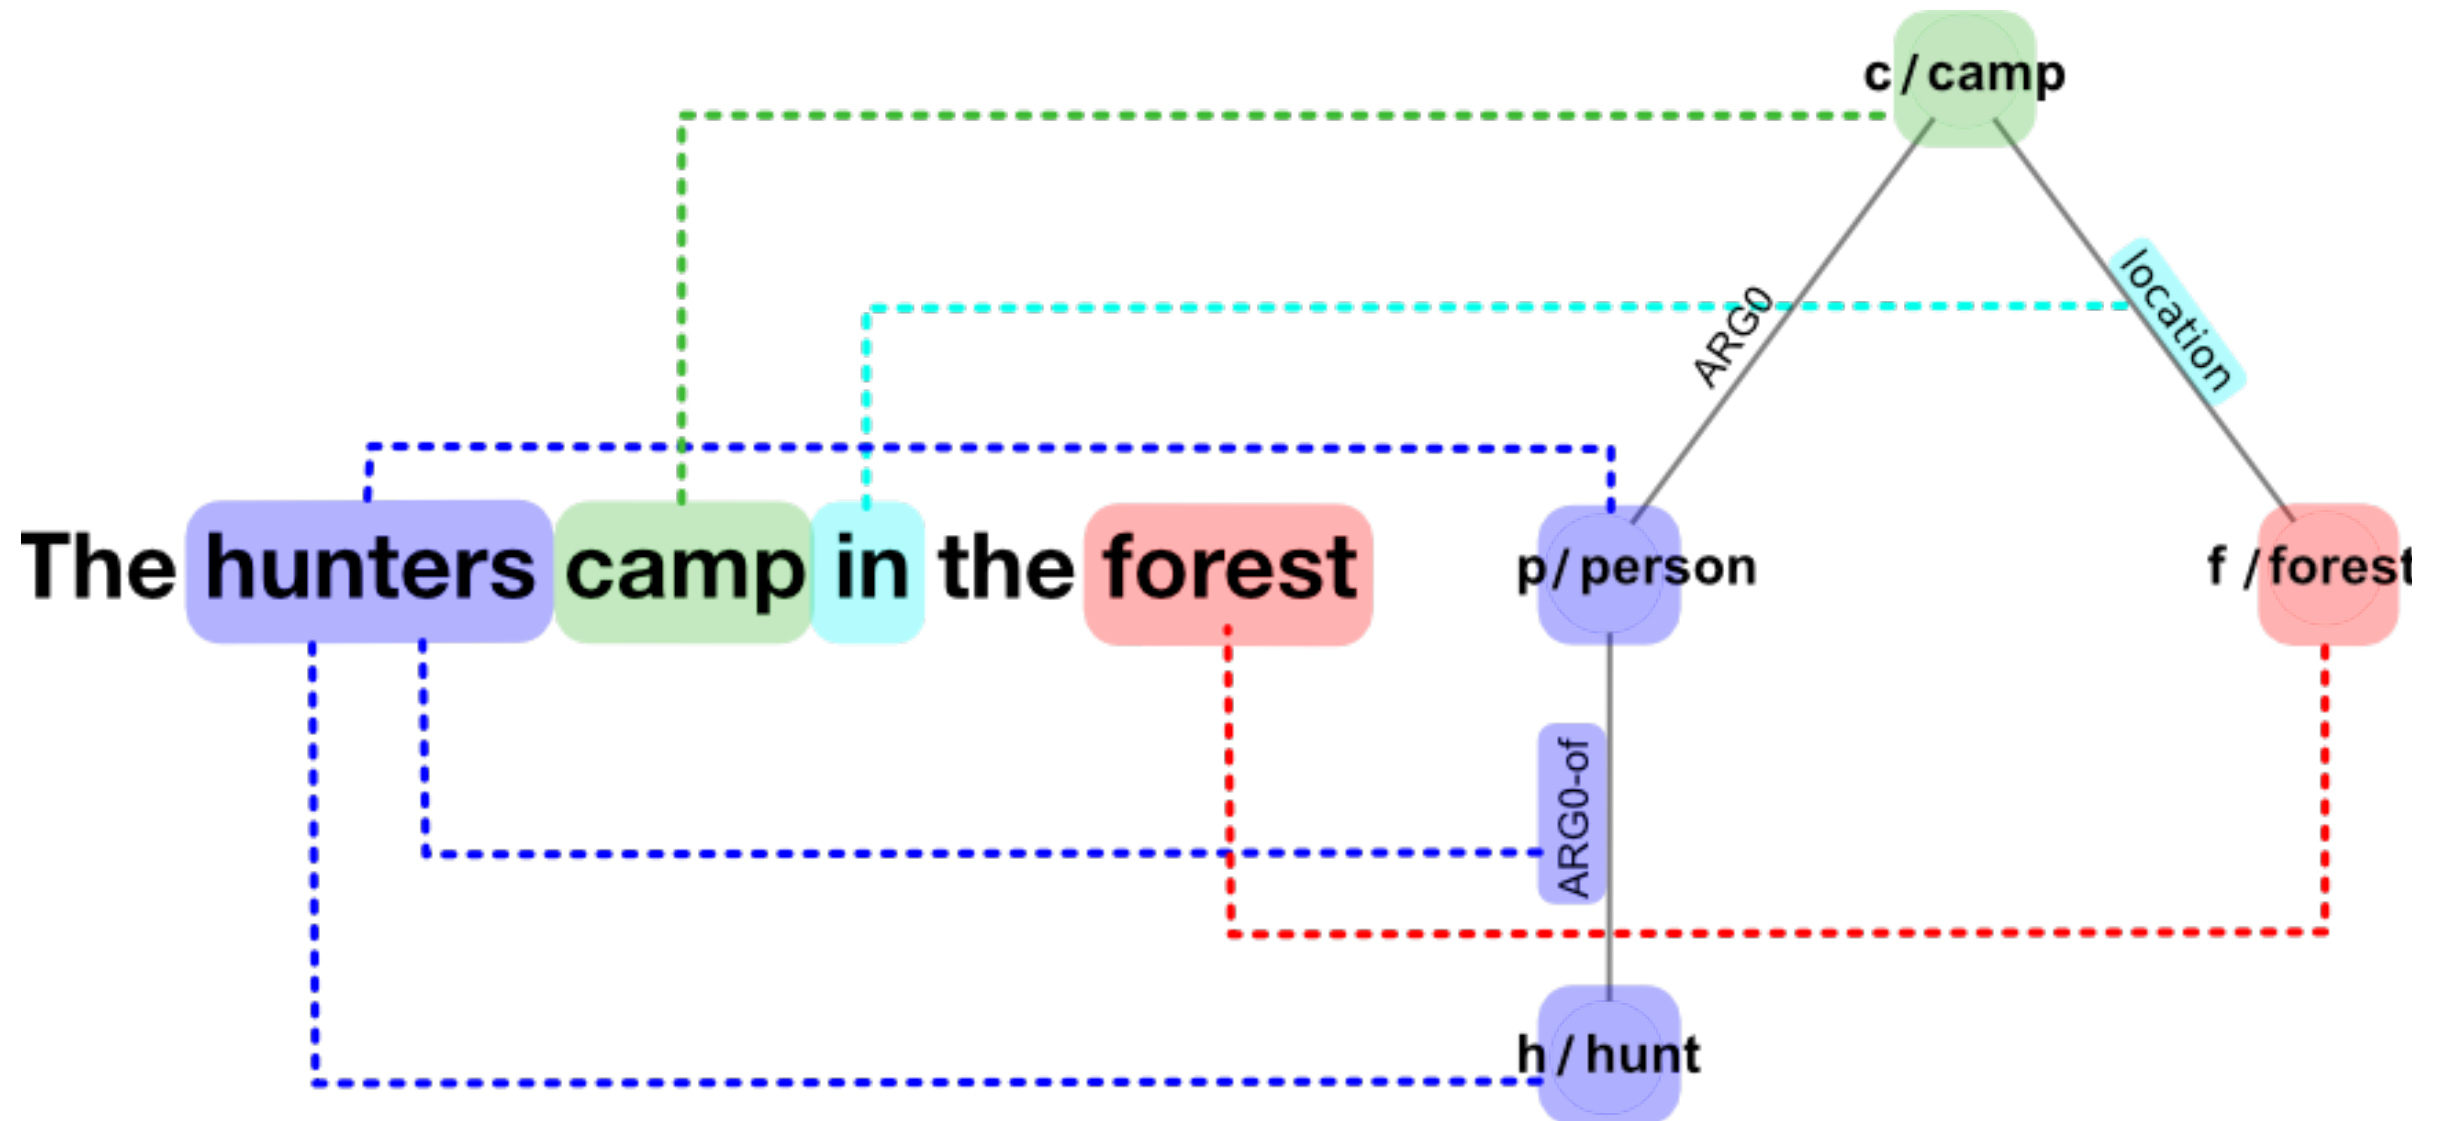 c / camp
ARG0
location
The hunters camp in the forest
p / person
f / forest
ARG0-of
h / hunt